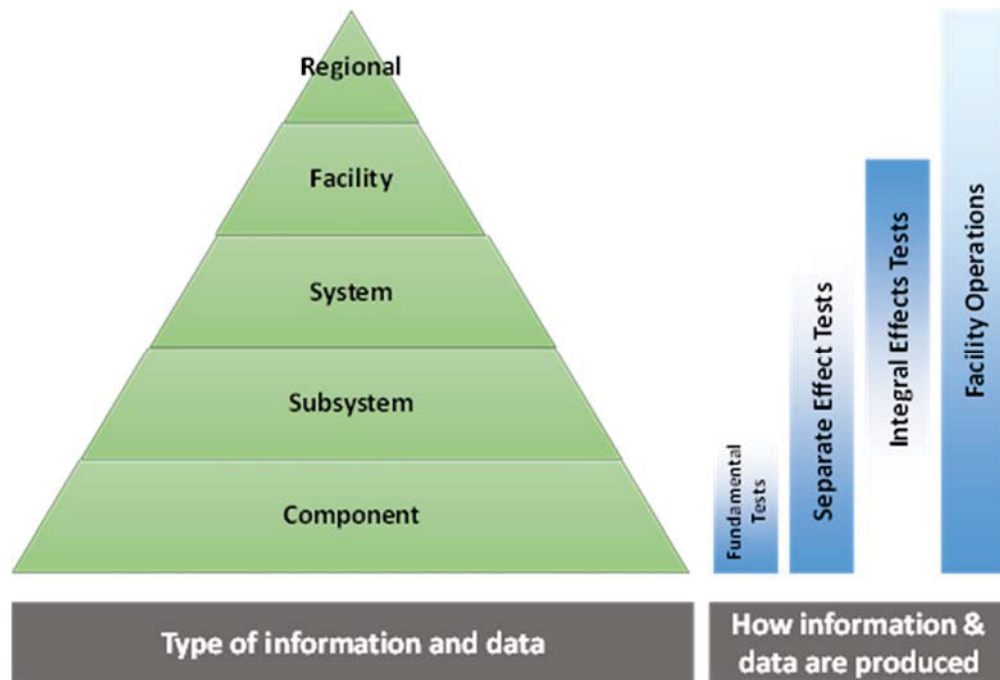 Regional
Facility
System
Subsystem
Component
Fundamental
Tests
Separate Effect Tests
Integral Effects Tests
Facility Operations
Type of information and data
How information &
data are produced